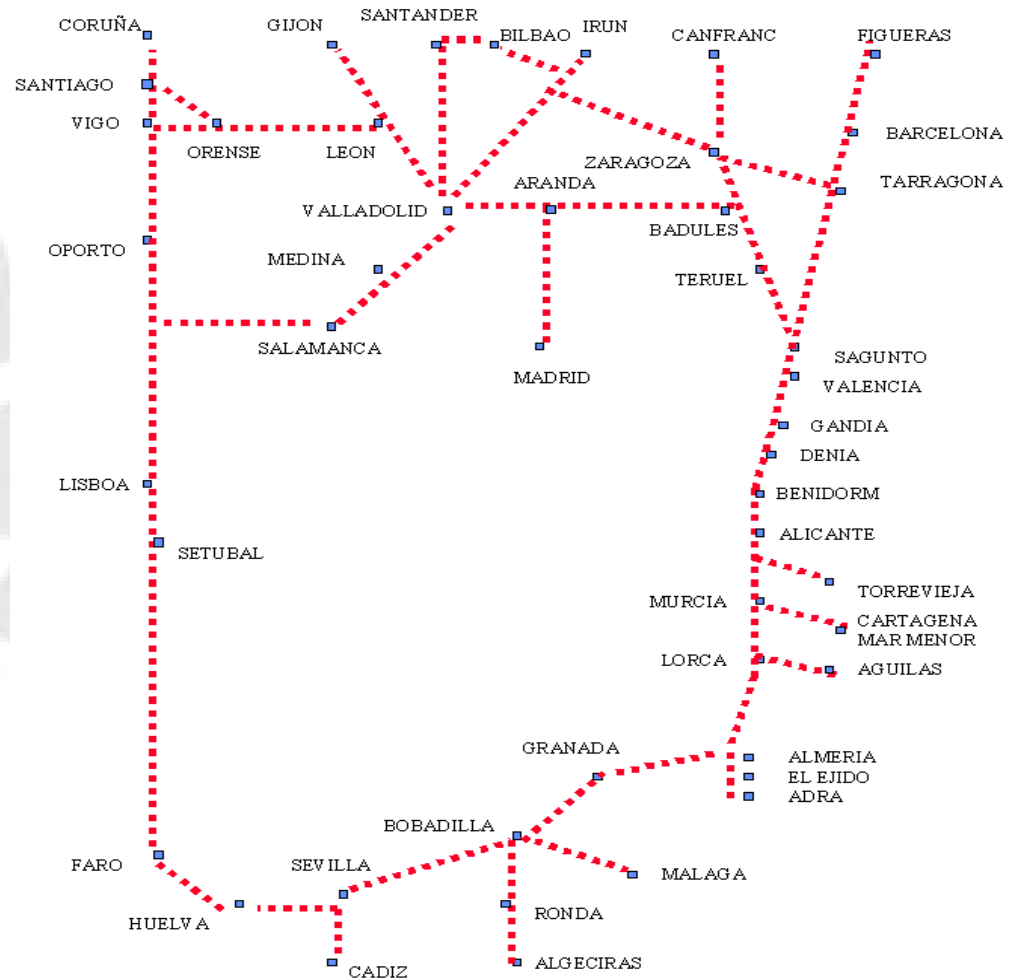 CORUÑA
GIJON
SANTANDER
BILBAO
IRUN
CANFRANC
FIGUERAS
SANTIAGO
VIGO
ORENSE
LEON
BARCELONA
ZARAGOZA
TARRAGONA
ARANDA
VALLADOLID
BADULES
OPORTO
MEDINA
TERUEL
SALAMANCA
MADRID
SAGUNTO
VALENCIA
GANDIA
DENIA
LISBOA
BENIDORM
SETUBAL
ALICANTE
TORREVIEJA
MURCIA
CARTAGENA
MAR MENOR
LORCA
AGUILAS
GRANADA
ALMERIA
EL EJIDO
ADRA
BOBADILLA
FARO
SEVILLA
MALAGA
HUELVA
RONDA
CADIZ
ALGECIRAS